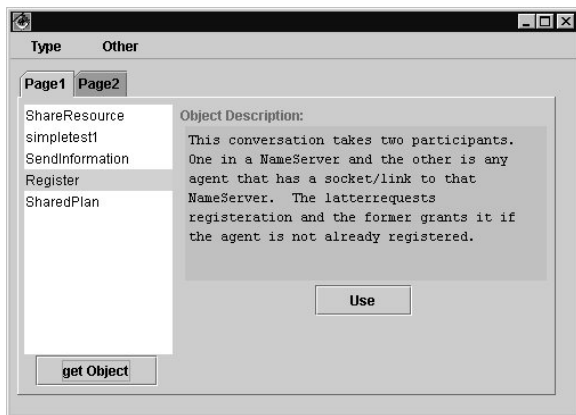 Type Other
Page1 Page2
ShareResource
simpletest1
SendInformation
Register
SharedPlan
get Object
Object Description:
This conversation takes two participants.
One in a NameServer and the other is any
agent that has a socket/link to that
NameServer. The latterrequests
registeration and the former grants it if
the agent is not already registered.
Use